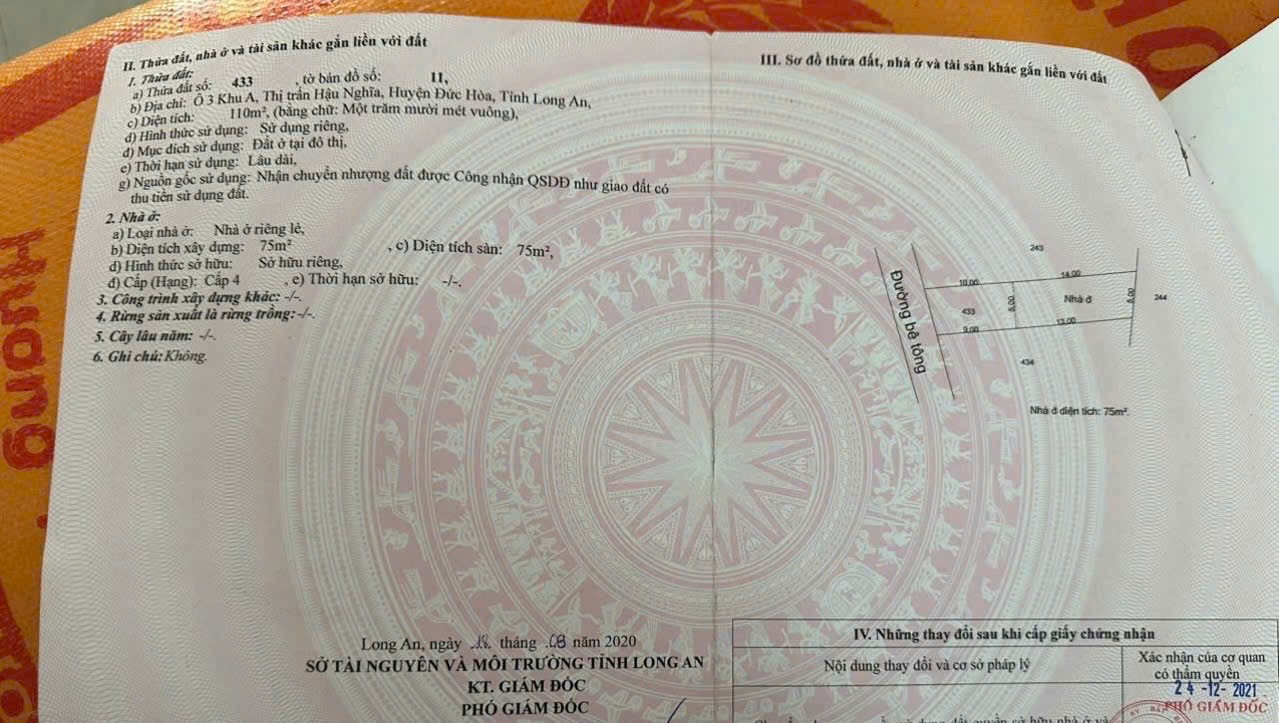 II. Thửa đất, nhà ở và tài sản khác gắn liền với đất
1. Thửa đất:
a) Thửa đất số: 433 , tờ bản đồ số: 11,
b) Địa chỉ: Ô 3 Khu A, Thị trấn Hậu Nghĩa, Huyện Đức Hòa, Tỉnh Long An,
c) Diện tích: 110m², (bằng chữ: Một trăm mười mét vuông),
d) Hình thức sử dụng: Sử dụng riêng,
đ) Mục đích sử dụng: Đất ở tại đô thị,
e) Thời hạn sử dụng: Lâu dài,
g) Nguồn gốc sử dụng: Nhận chuyển nhượng đất được Công nhận QSDĐ như giao đất có
thu tiền sử dụng đất.
2. Nhà ở:
a) Loại nhà ở: Nhà ở riêng lẻ,
b) Diện tích xây dựng: 75m² , c) Diện tích sàn: 75m²,
d) Hình thức sở hữu: Sở hữu riêng,
đ) Cấp (Hạng): Cấp 4 , e) Thời hạn sở hữu: -/-.
3. Công trình xây dựng khác: -/-.
4. Rừng sản xuất là rừng trồng: -/-.
5. Cây lâu năm: -/-.
6. Ghi chú: Không.
Long An, ngày 18 tháng 08 năm 2020
SỞ TÀI NGUYÊN VÀ MÔI TRƯỜNG TỈNH LONG AN
KT. GIÁM ĐỐC
PHÓ GIÁM ĐỐC
III. Sơ đồ thửa đất, nhà ở và tài sản khác gắn liền với đất
243
Đường bê tông
10,00
14,00
433
5,00
Nhà ở
5,00
244
9,00
13,00
434
Nhà ở diện tích: 75m².
IV. Những thay đổi sau khi cấp giấy chứng nhận
Nội dung thay đổi và cơ sở pháp lý
Xác nhận của cơ quan
có thẩm quyền
24 -12- 2021
PHÓ GIÁM ĐỐC
Hương